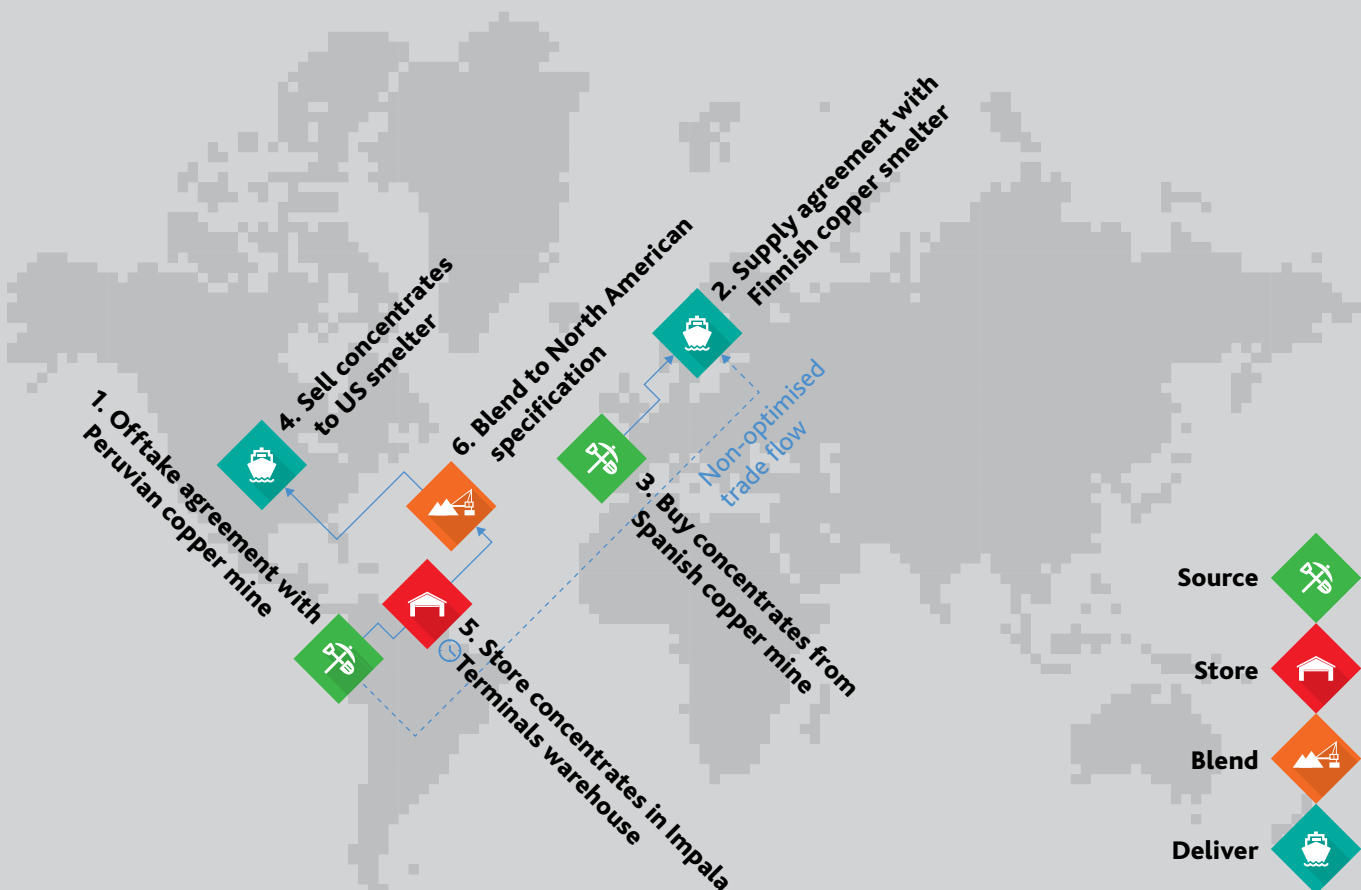 1. Offtake agreement with
Peruvian copper mine
2. Supply agreement with
Finnish copper smelter
3. Buy concentrates from
Spanish copper mine
4. Sell concentrates
to US smelter
5. Store concentrates in Impala
Terminals warehouse
6. Blend to North American
specification
Non-optimised
trade flow
Source
Store
Blend
Deliver